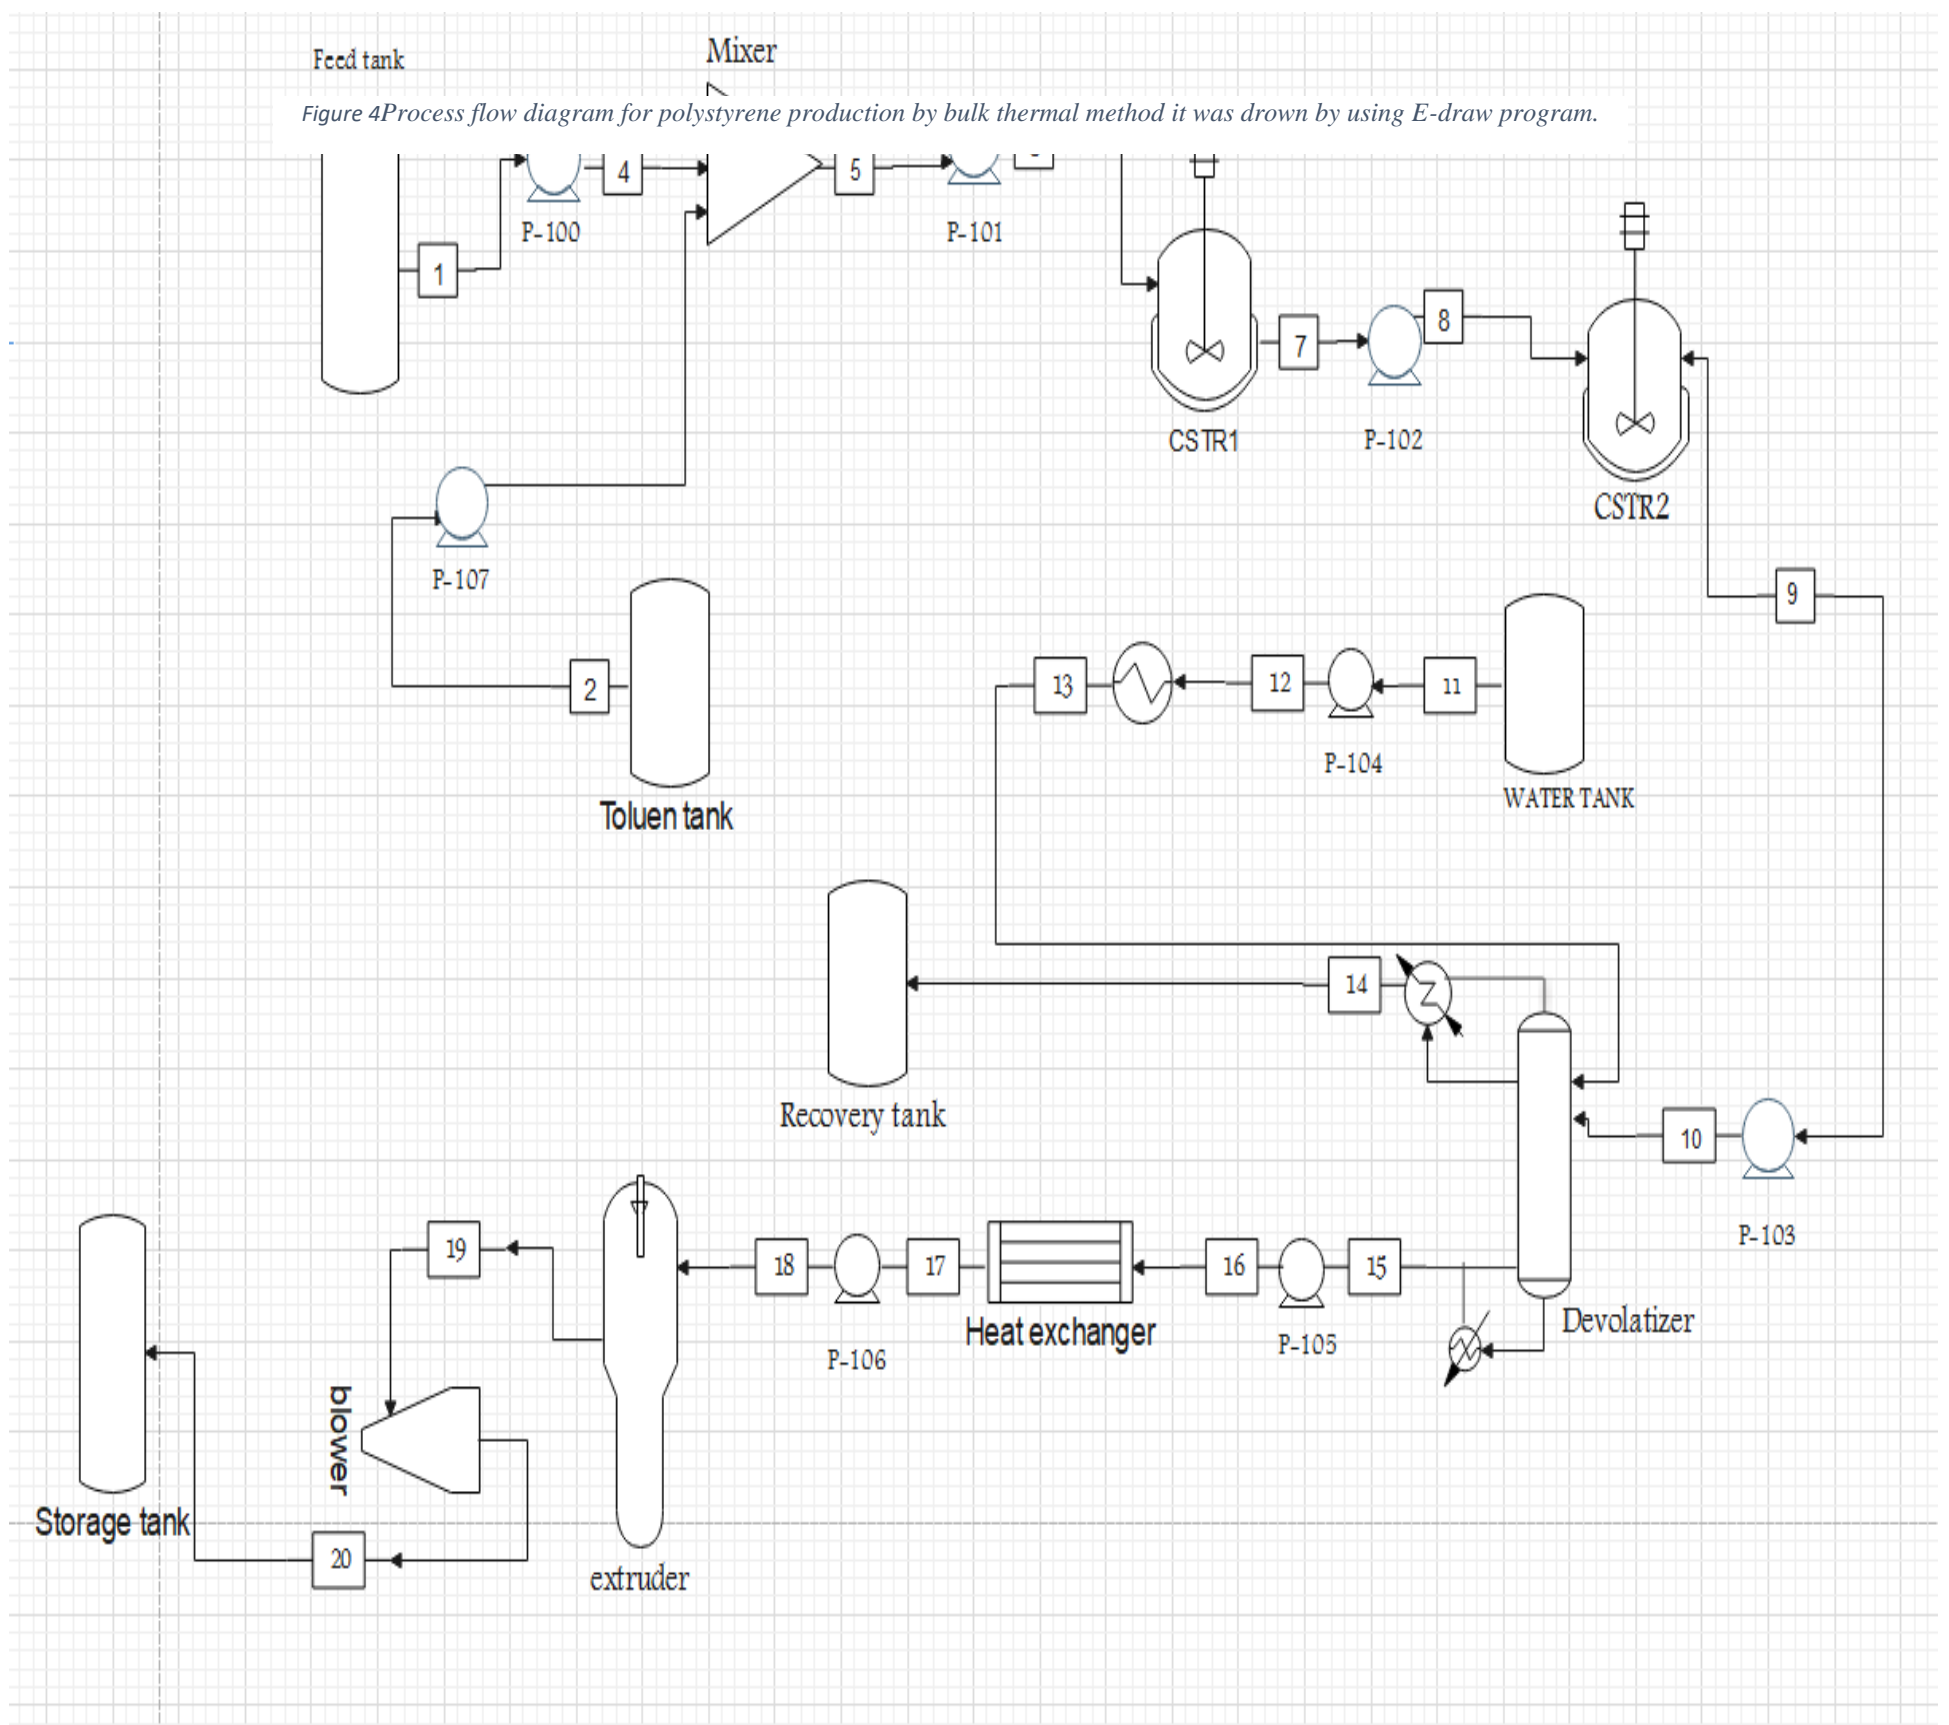 Feed tank
Mixer
Figure 4Process flow diagram for polystyrene production by bulk thermal method it was drown by using E-draw program.
4
5
P-100
P-101
1
7
8
CSTR1
P-102
CSTR2
P-107
9
2
13
12
11
P-104
WATER TANK
Toluen tank
14
Recovery tank
10
P-103
19
18
17
16
15
Heat exchanger
P-105
P-106
Devolatizer
blower
Storage tank
20
extruder